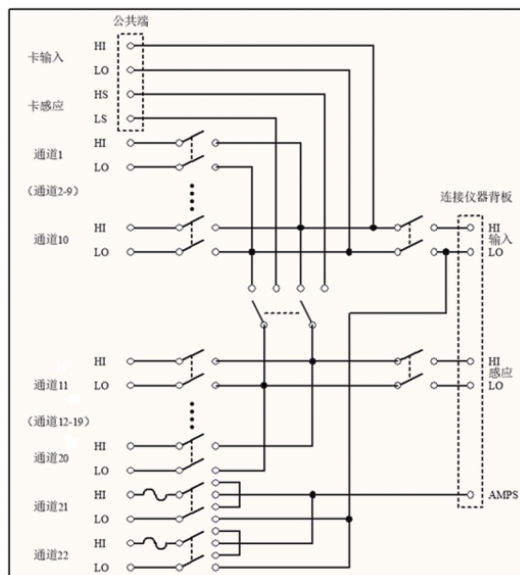 公共端
HI
卡输入
LO
HS
卡感应
LS
HI
通道1
LO
(通道2-9)
连接仪器背板
HI
通道10
LO
HI
输入
LO
HI
通道11
LO
HI
感应
LO
(通道12-19)
HI
通道20
LO
HI
通道21
LO
AMPS
HI
通道22
LO